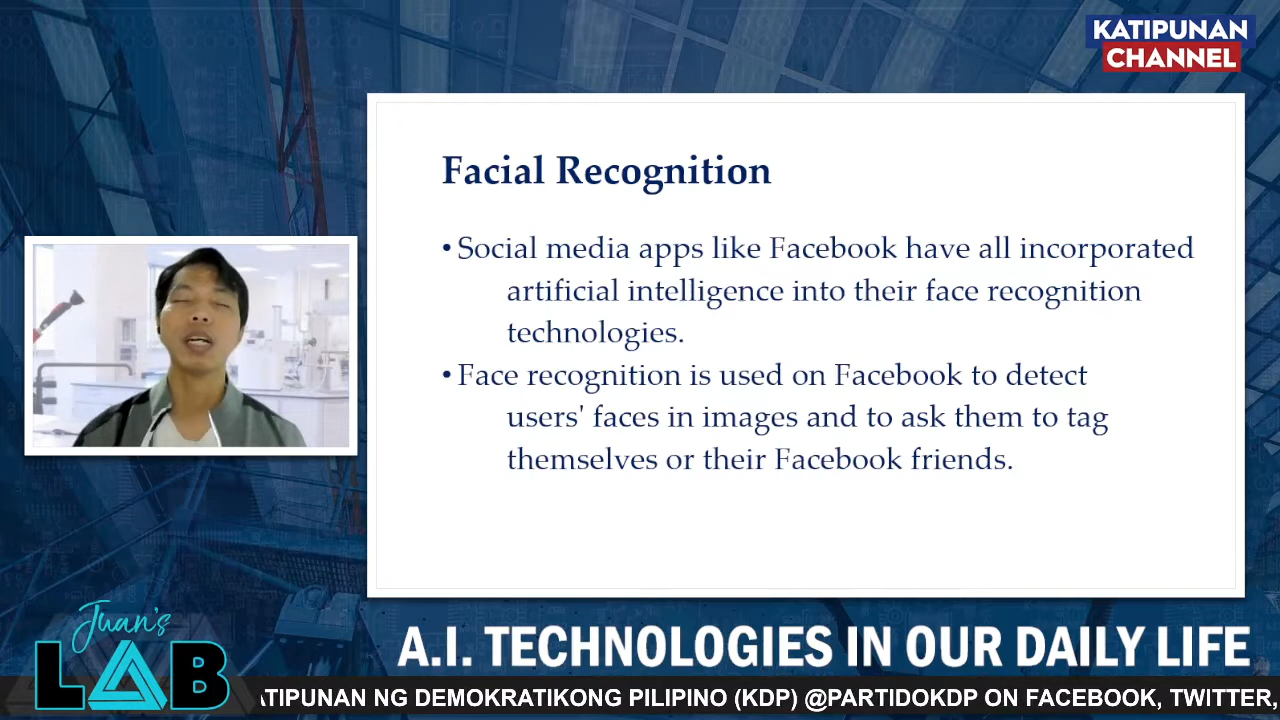 KATIPUNAN
CHANNEL
Facial Recognition
• Social media apps like Facebook have all incorporated
artificial intelligence into their face recognition
technologies.
• Face recognition is used on Facebook to detect
users' faces in images and to ask them to tag
themselves or their Facebook friends.
Juan's
LAB
A.I. TECHNOLOGIES IN OUR DAILY LIFE
ATIPUNAN NG DEMOKRATIKONG PILIPINO (KDP) @PARTIDOKDP ON FACEBOOK, TWITTER,